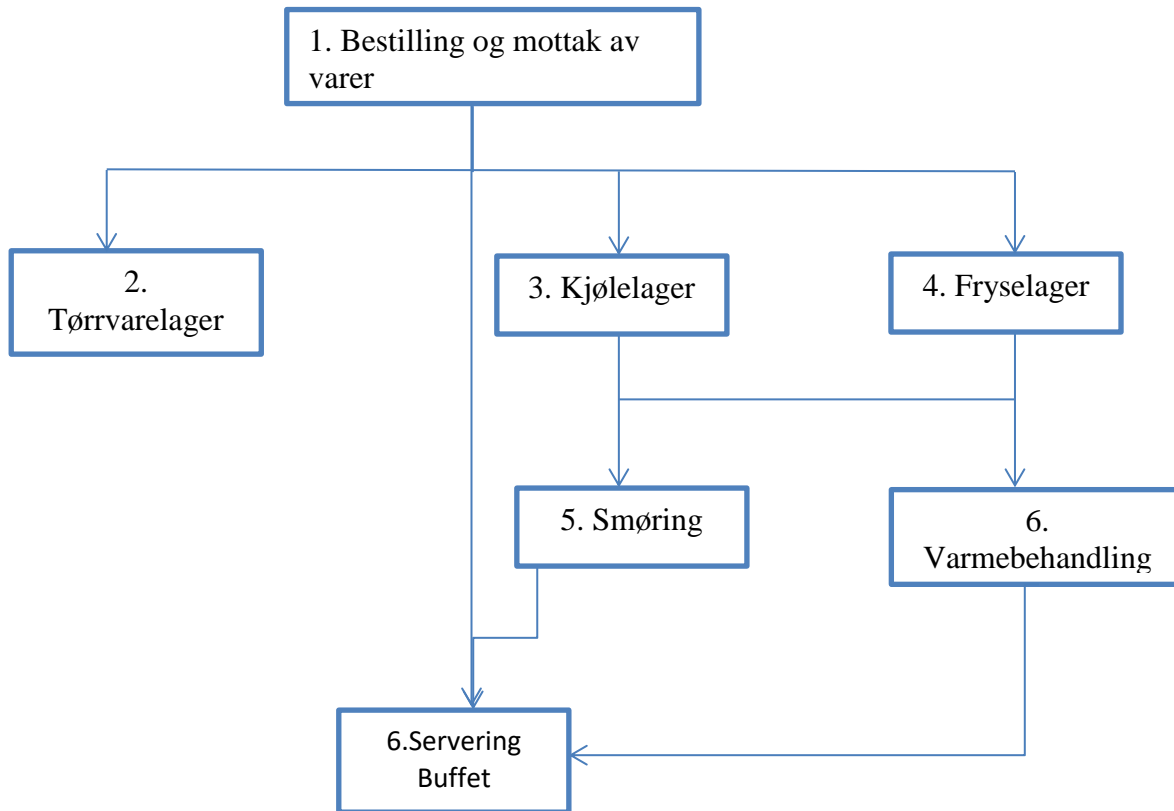 1. Bestilling og mottak av
varer
2.
Tørrvarelager
3. Kjølelager
4. Fryselager
5. Smøring
6.
Varmebehandling
6.Servering
Buffet